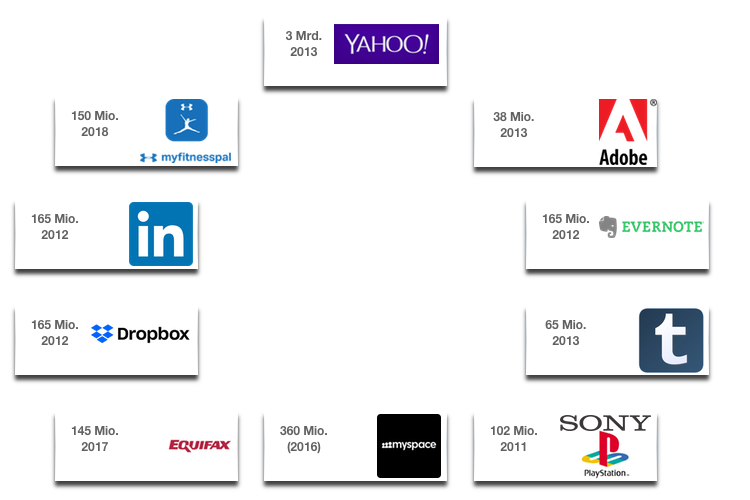 3 Mrd.
2013
YAHOO!
150 Mio.
2018
myfitnesspal
38 Mio.
2013
®
Adobe
165 Mio.
2012
in
165 Mio.
2012
EVERNOTE
165 Mio.
2012
Dropbox
65 Mio.
2013
t
145 Mio.
2017
EQUIFAX
360 Mio.
(2016)
myspace
102 Mio.
2011
SONY
PlayStation